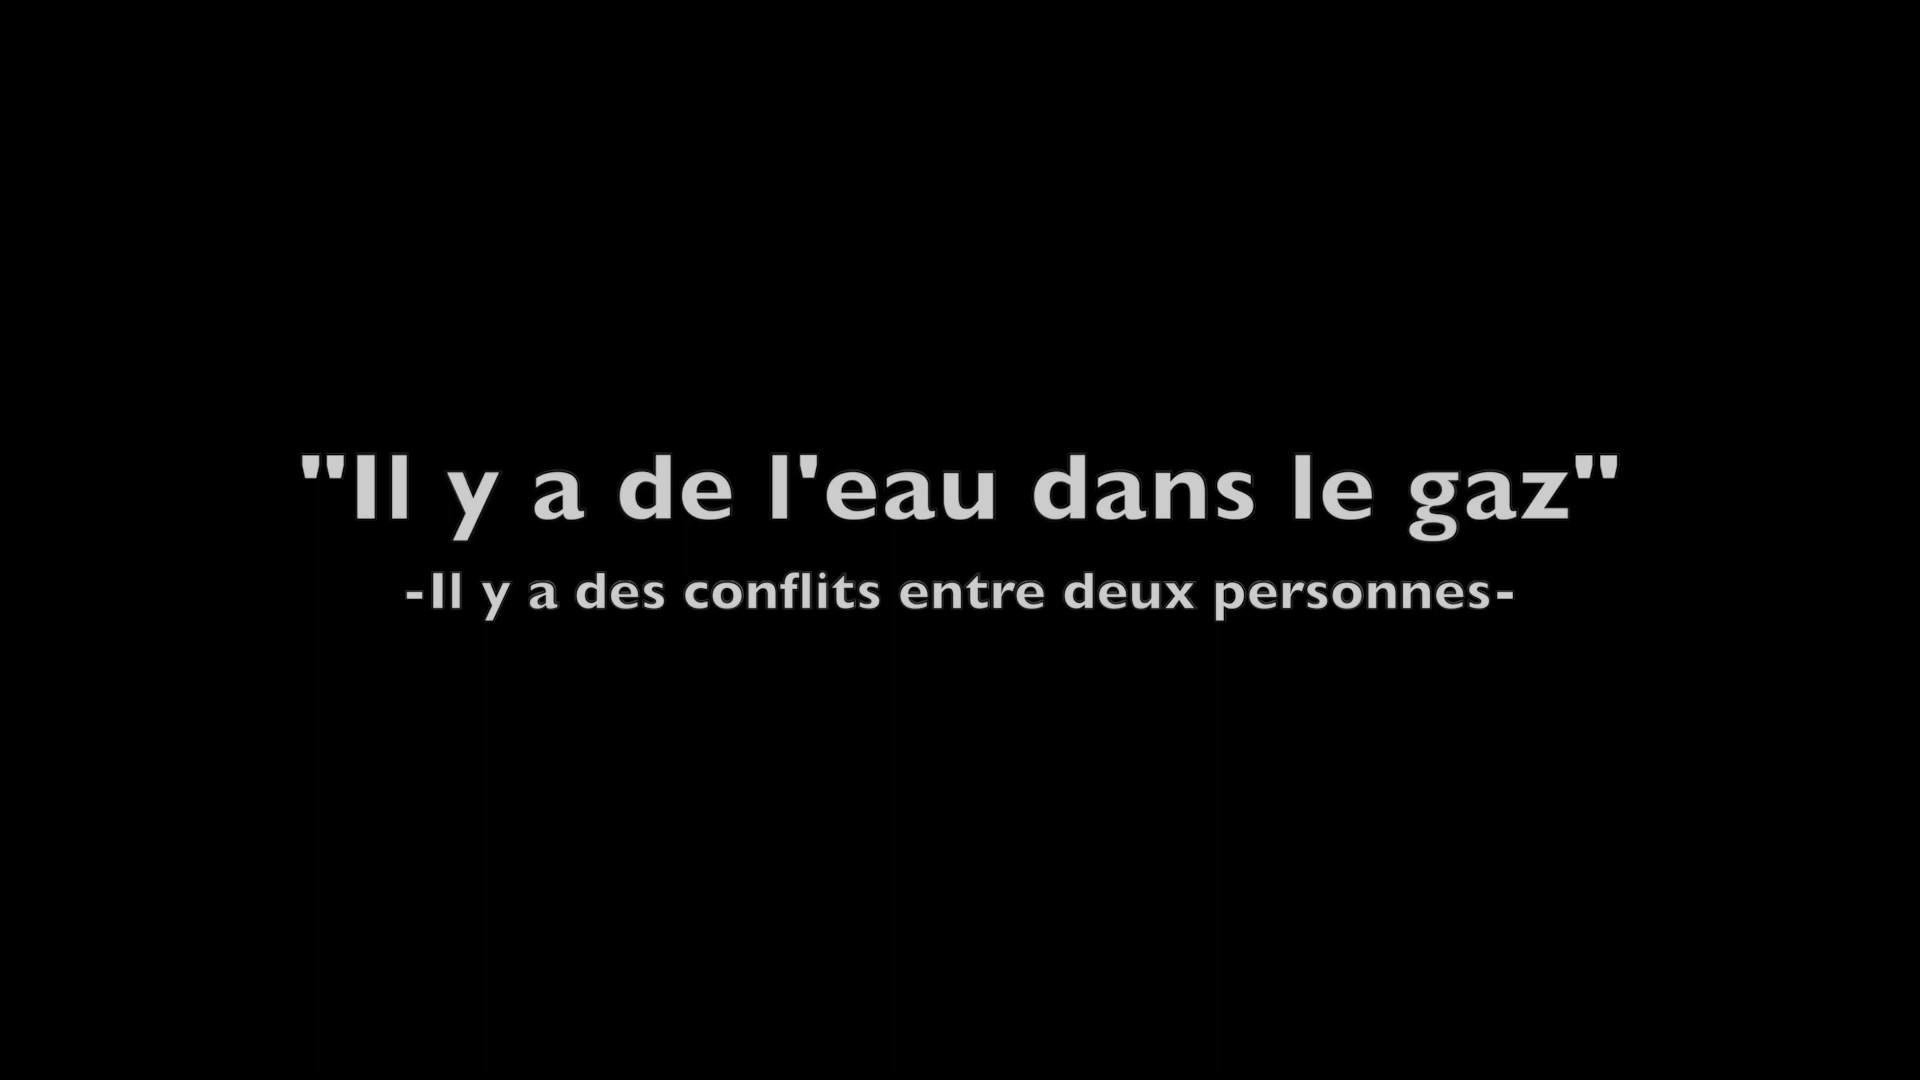 "Il y a de l'eau dans le gaz"
-Il y a des conflits entre deux personnes-